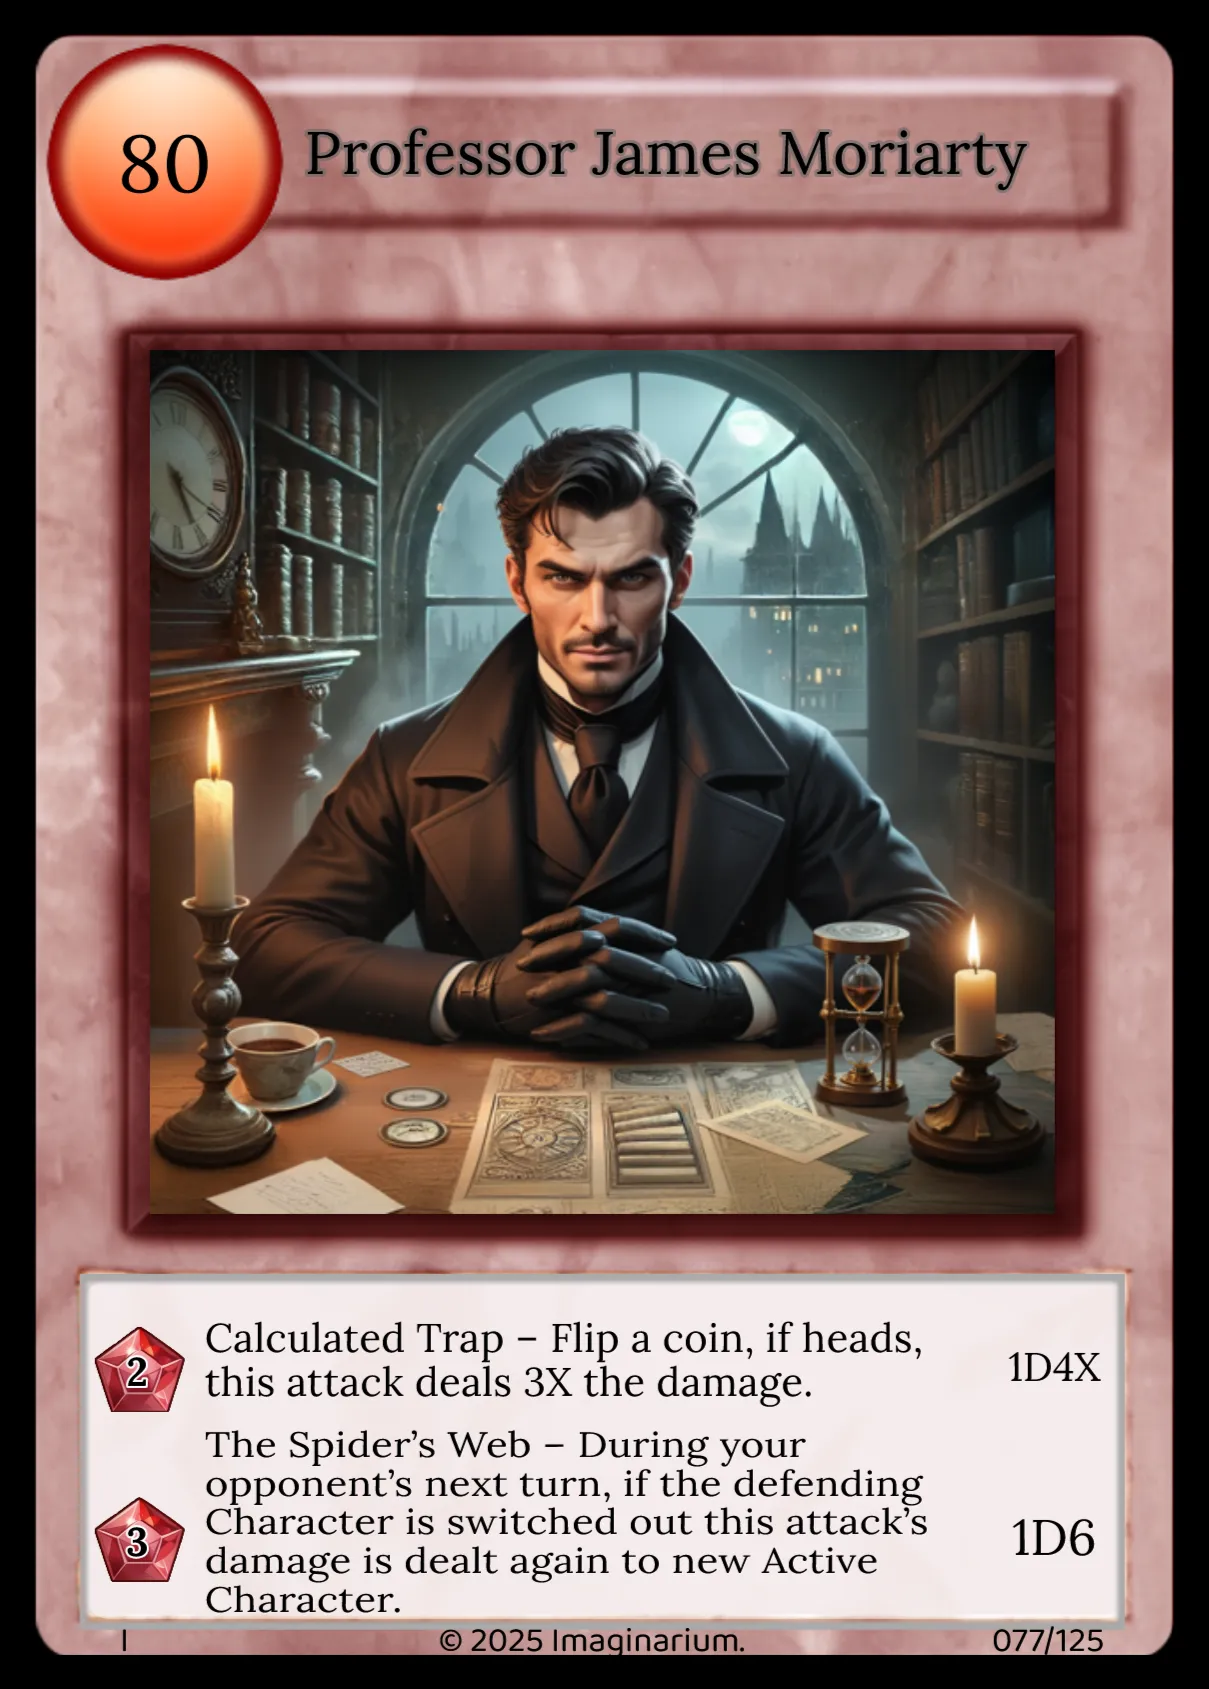 80
Professor James Moriarty
2
Calculated Trap – Flip a coin, if heads,
this attack deals 3X the damage.
1D4X
3
The Spider’s Web – During your
opponent’s next turn, if the defending
Character is switched out this attack’s
damage is dealt again to new Active
Character.
1D6
I
© 2025 Imaginarium.
077/125